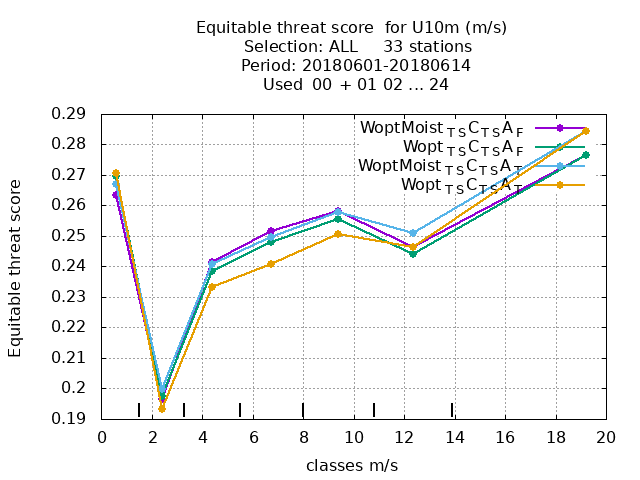 Equitable threat score for U10m (m/s)
Selection: ALL 33 stations
Period: 20180601-20180614
Used 00 + 01 02 ... 24
0.29
0.28
0.27
0.26
0.25
0.24
0.23
0.22
0.21
0.2
0.19
Equitable threat score
WoptMoist TS C TS A F
Wopt TS C TS A F
WoptMoist TS C TS A T
Wopt TS C TS A T
0 2 4 6 8 10 12 14 16 18 20
classes m/s